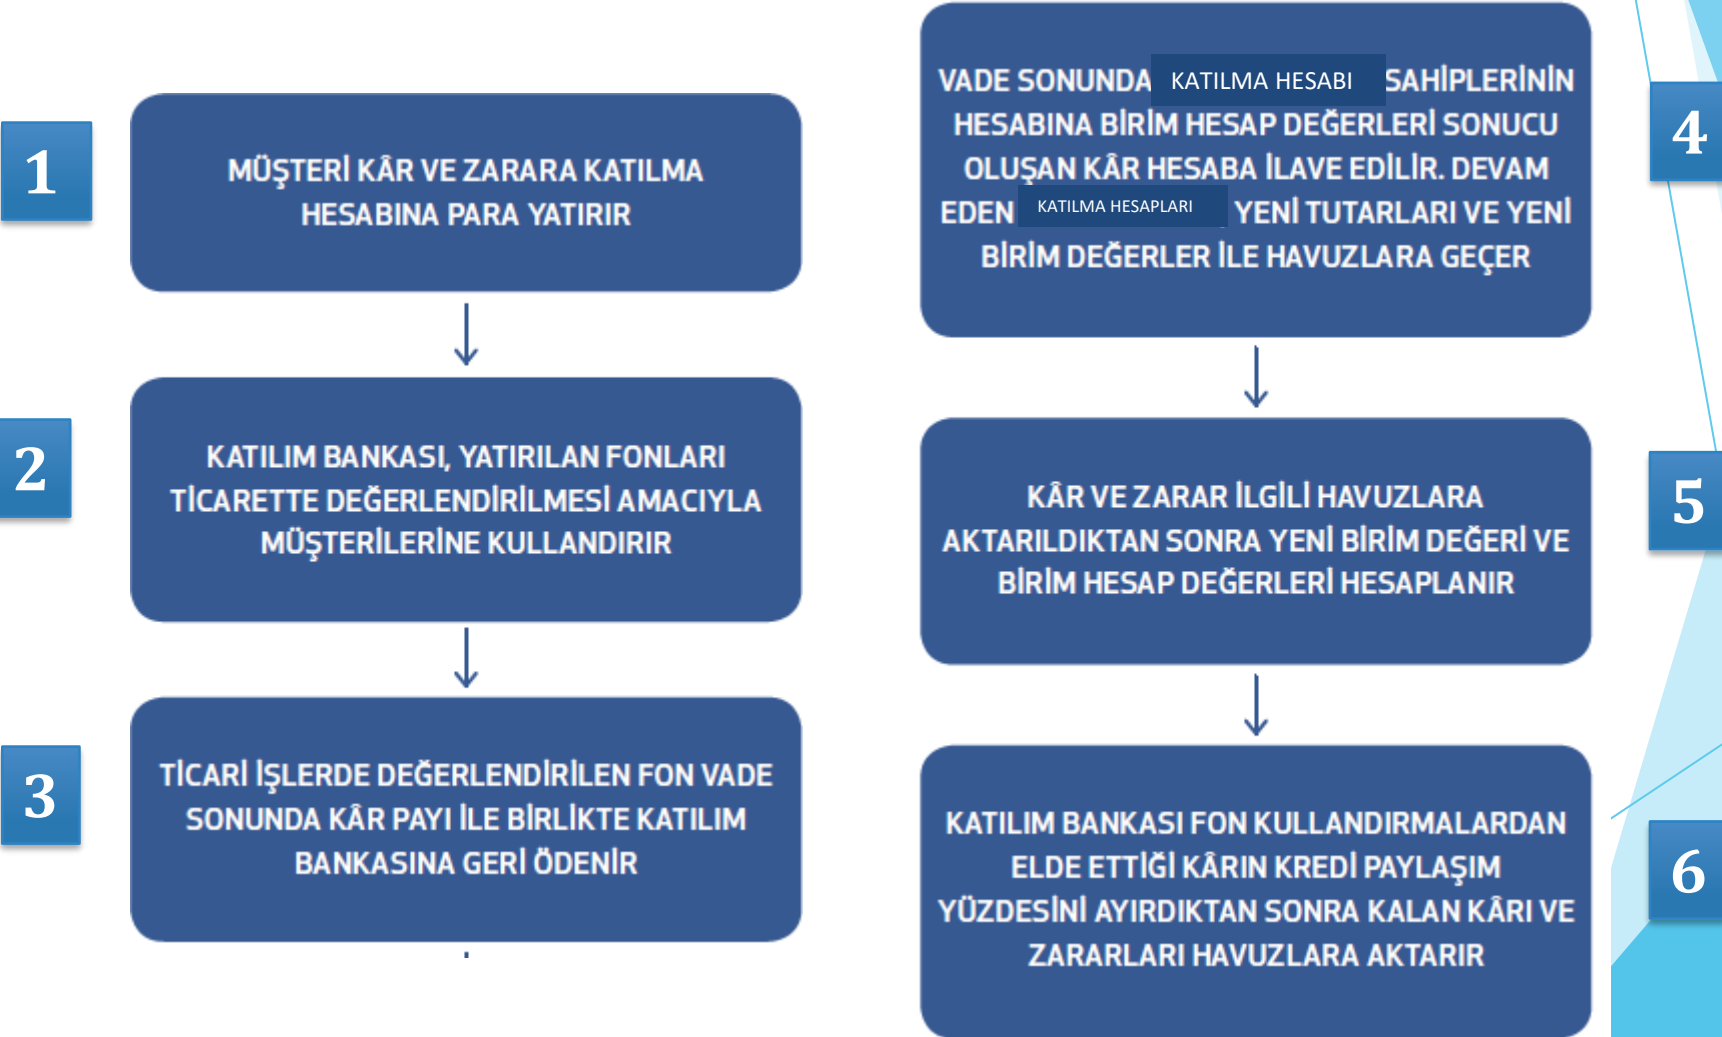 1
MÜŞTERİ KÂR VE ZARARA KATILMA
HESABINA PARA YATIRIR
2
KATILIM BANKASI, YATIRILAN FONLARI
TİCARETTE DEĞERLENDİRİLMESİ AMACIYLA
MÜŞTERİLERİNE KULLANDIRIR
3
TİCARİ İŞLERDE DEĞERLENDİRİLEN FON VADE
SONUNDA KÂR PAYI İLE BİRLİKTE KATILIM
BANKASINA GERİ ÖDENİR
4
VADE SONUNDA KATILMA HESABI SAHİPLERİNİN
HESABINA BİRİM HESAP DEĞERLERİ SONUCU
OLUŞAN KÂR HESABA İLAVE EDİLİR. DEVAM
EDEN KATILMA HESAPLARI YENİ TUTARLARI VE YENİ
BİRİM DEĞERLER İLE HAVUZLARA GEÇER
5
KÂR VE ZARAR İLGİLİ HAVUZLARA
AKTARILDIKTAN SONRA YENİ BİRİM DEĞERİ VE
BİRİM HESAP DEĞERLERİ HESAPLANIR
6
KATILIM BANKASI FON KULLANDIRMALARDAN
ELDE ETTİĞİ KÂRIN KREDİ PAYLAŞIM
YÜZDESİNİ AYIRDIKTAN SONRA KALAN KÂRI VE
ZARARLARI HAVUZLARA AKTARIR